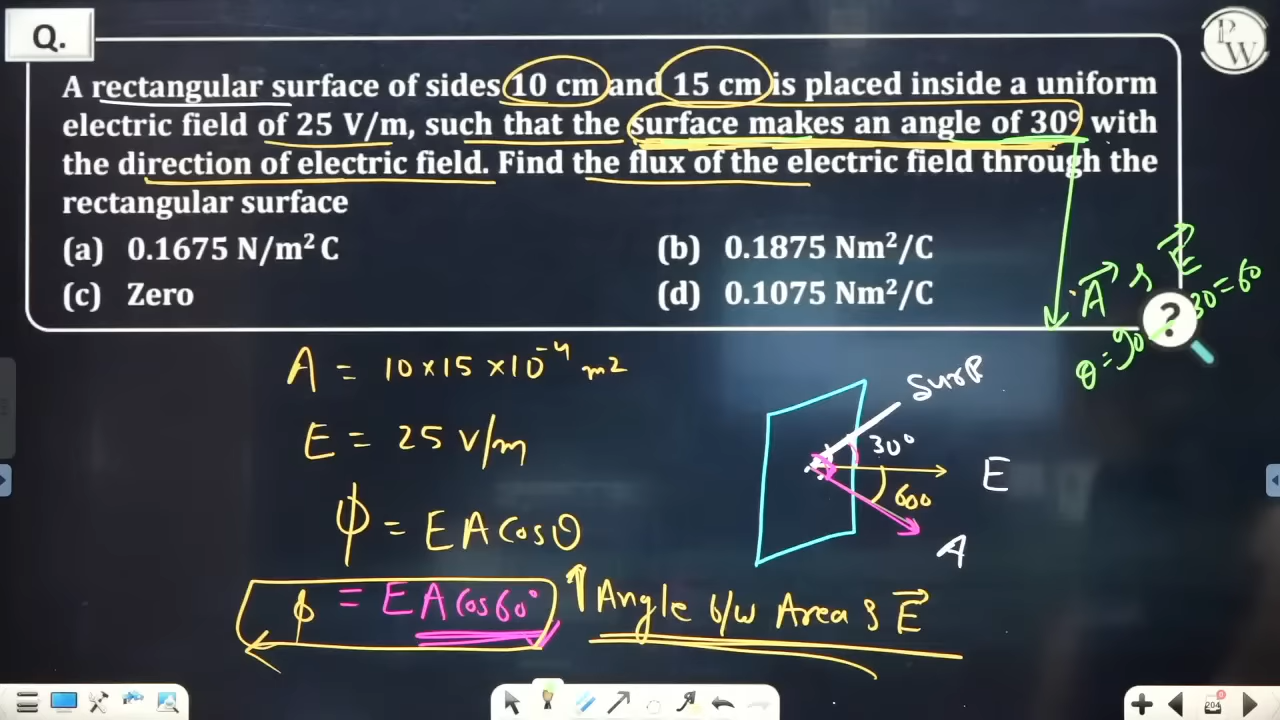 Q.
PW
A rectangular surface of sides 10 cm and 15 cm is placed inside a uniform
electric field of 25 V/m, such that the surface makes an angle of 30° with
the direction of electric field. Find the flux of the electric field through the
rectangular surface
(a) 0.1675 N/m² C
(b) 0.1875 Nm²/C
(c) Zero
(d) 0.1075 Nm²/C
A⃗ & E⃗
θ = 90 - 30 = 60
?
A = 10 × 15 × 10⁻⁴ m2
E = 25 V/m
ϕ = E A Cos θ
ϕ = E A Cos 60°
Angle b/w Area & E⃗
Surf
30°
E
60°
A
204